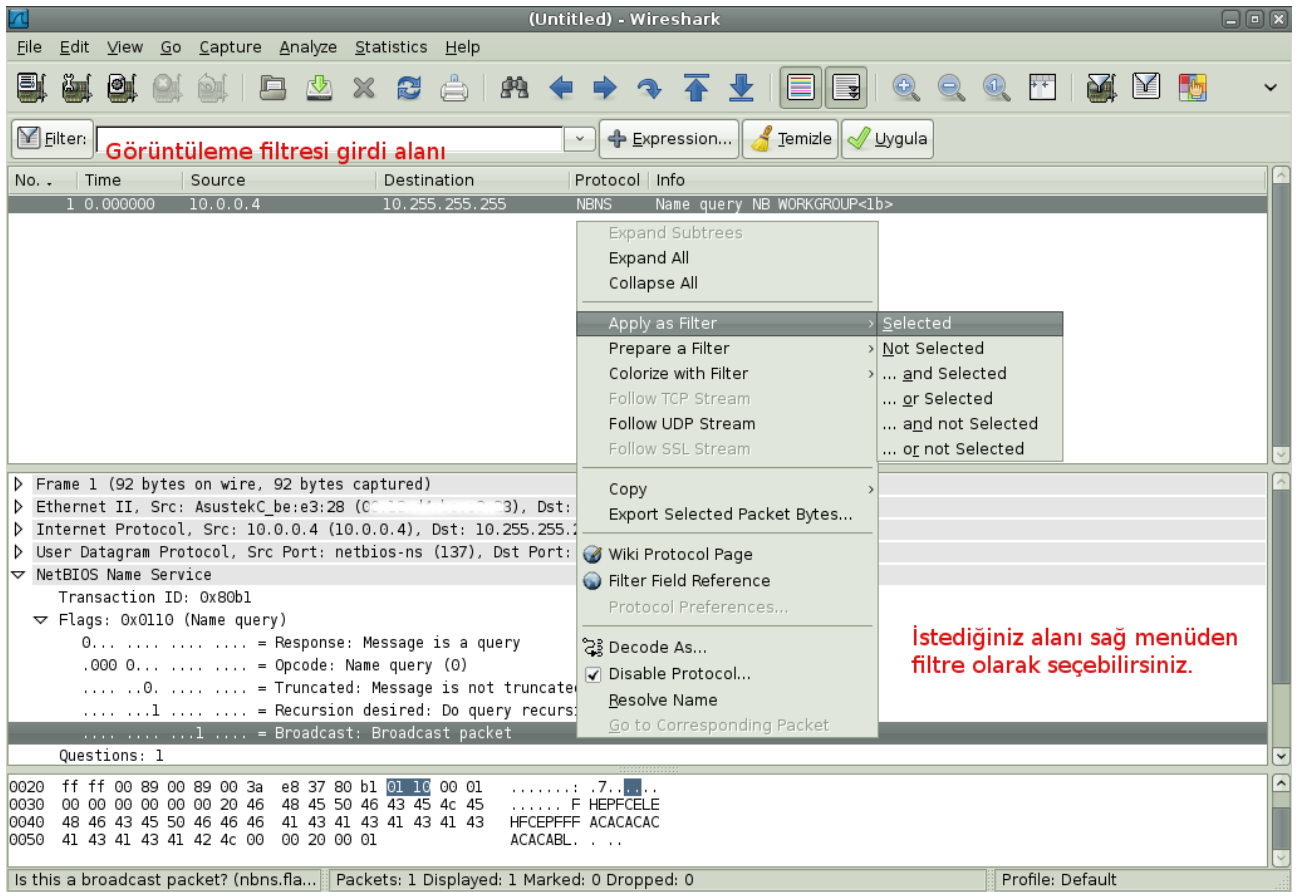 (Untitled) - Wireshark
File Edit View Go Capture Analyze Statistics Help
Filter: Expression... Temizle Uygula
Görüntüleme filtresi girdi alanı
No. . Time Source Destination Protocol Info
1 0.000000 10.0.0.4 10.255.255.255 NBNS Name query NB WORKGROUP<1b>
Expand Subtrees
Expand All
Collapse All
Apply as Filter
Prepare a Filter
Colorize with Filter
Follow TCP Stream
Follow UDP Stream
Follow SSL Stream
Copy
Export Selected Packet Bytes...
Wiki Protocol Page
Filter Field Reference
Protocol Preferences...
Decode As...
Disable Protocol...
Resolve Name
Go to Corresponding Packet
Selected
Not Selected
... and Selected
... or Selected
... and not Selected
... or not Selected
Frame 1 (92 bytes on wire, 92 bytes captured)
Ethernet II, Src: AsustekC_be:e3:28 Dst:
Internet Protocol, Src: 10.0.0.4 (10.0.0.4), Dst: 10.255.255.
User Datagram Protocol, Src Port: netbios-ns (137), Dst Port:
NetBIOS Name Service
Transaction ID: 0x80b1
Flags: 0x0110 (Name query)
0... .... .... .... = Response: Message is a query
.000 0... .... .... = Opcode: Name query (0)
.... ..0. .... .... = Truncated: Message is not truncate
.... ...1 .... .... = Recursion desired: Do query recurs
.... .... ...1 .... = Broadcast: Broadcast packet
Questions: 1
İstediğiniz alanı sağ menüden
filtre olarak seçebilirsiniz.
0020 ff ff 00 89 00 89 00 3a e8 37 80 b1 01 10 00 01 .......: .7......
0030 00 00 00 00 00 00 20 46 48 45 50 46 43 45 4c 45 ...... F HEPFCELE
0040 48 46 43 45 50 46 46 46 41 43 41 43 41 43 41 43 HFCEPFFF ACACACAC
0050 41 43 41 43 41 42 4c 00 00 20 00 01 ACACABL. . ..
Is this a broadcast packet? (nbns.fla... Packets: 1 Displayed: 1 Marked: 0 Dropped: 0 Profile: Default